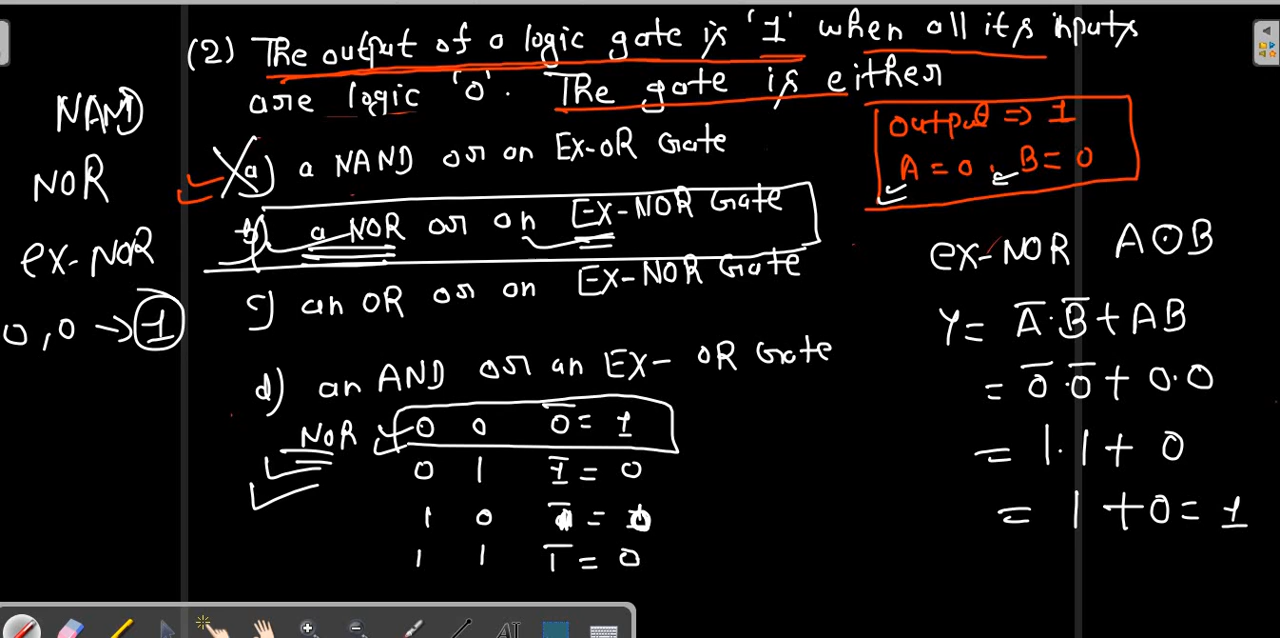 (2) The output of a logic gate is '1' when all its inputs
are logic '0'. The gate is either
a) a NAND or an Ex-OR Gate
b) a NOR or an EX-NOR Gate
c) an OR or an EX-NOR Gate
d) an AND or an EX-OR Gate
NOR 0 0 0̅ = 1
0 1 1̅ = 0
1 0 = 0
1 1 1̅ = 0
NAND
NOR
ex-NOR
0,0 → 1
output ⇒ 1
A = 0, B = 0
ex-NOR A⊙B
Y = A̅·B̅ + AB
= 0̅·0̅ + 0·0
= 1·1 + 0
= 1 + 0 = 1
AI